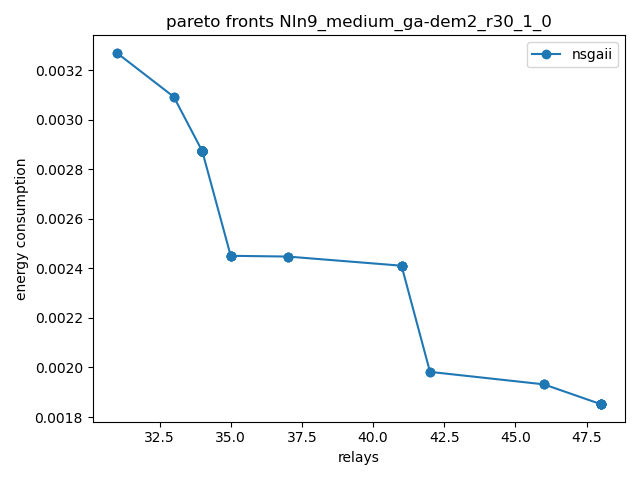 pareto fronts NIn9_medium_ga-dem2_r30_1_0
nsgaii
energy consumption
0.0032
0.0030
0.0028
0.0026
0.0024
0.0022
0.0020
0.0018
32.5 35.0 37.5 40.0 42.5 45.0 47.5
relays